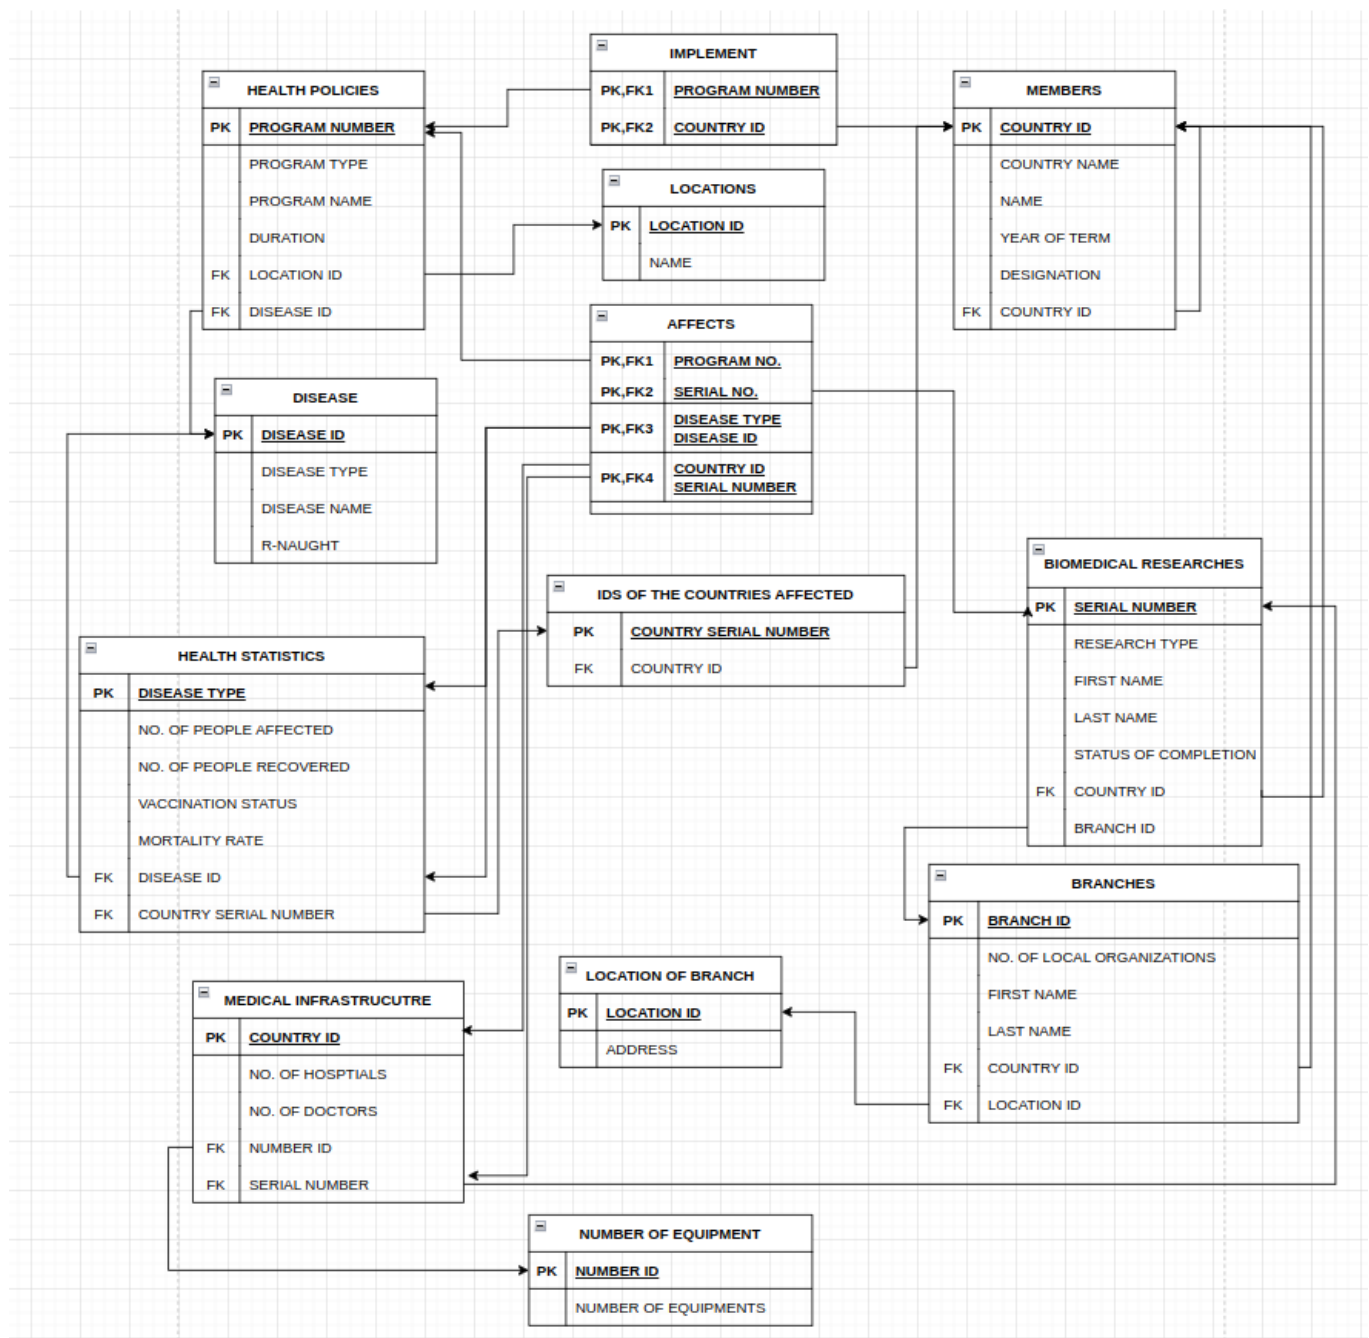 IMPLEMENT
PK,FK1 PROGRAM NUMBER
PK,FK2 COUNTRY ID
HEALTH POLICIES
PK PROGRAM NUMBER
PROGRAM TYPE
PROGRAM NAME
DURATION
FK LOCATION ID
FK DISEASE ID
MEMBERS
PK COUNTRY ID
COUNTRY NAME
NAME
YEAR OF TERM
DESIGNATION
FK COUNTRY ID
LOCATIONS
PK LOCATION ID
NAME
AFFECTS
PK,FK1 PROGRAM NO.
PK,FK2 SERIAL NO.
PK,FK3 DISEASE TYPE
DISEASE ID
PK,FK4 COUNTRY ID
SERIAL NUMBER
DISEASE
PK DISEASE ID
DISEASE TYPE
DISEASE NAME
R-NAUGHT
BIOMEDICAL RESEARCHES
PK SERIAL NUMBER
RESEARCH TYPE
FIRST NAME
LAST NAME
STATUS OF COMPLETION
FK COUNTRY ID
BRANCH ID
IDS OF THE COUNTRIES AFFECTED
PK COUNTRY SERIAL NUMBER
FK COUNTRY ID
HEALTH STATISTICS
PK DISEASE TYPE
NO. OF PEOPLE AFFECTED
NO. OF PEOPLE RECOVERED
VACCINATION STATUS
MORTALITY RATE
FK DISEASE ID
FK COUNTRY SERIAL NUMBER
BRANCHES
PK BRANCH ID
NO. OF LOCAL ORGANIZATIONS
FIRST NAME
LAST NAME
FK COUNTRY ID
FK LOCATION ID
LOCATION OF BRANCH
PK LOCATION ID
ADDRESS
MEDICAL INFRASTRUCUTRE
PK COUNTRY ID
NO. OF HOSPTIALS
NO. OF DOCTORS
FK NUMBER ID
FK SERIAL NUMBER
NUMBER OF EQUIPMENT
PK NUMBER ID
NUMBER OF EQUIPMENTS